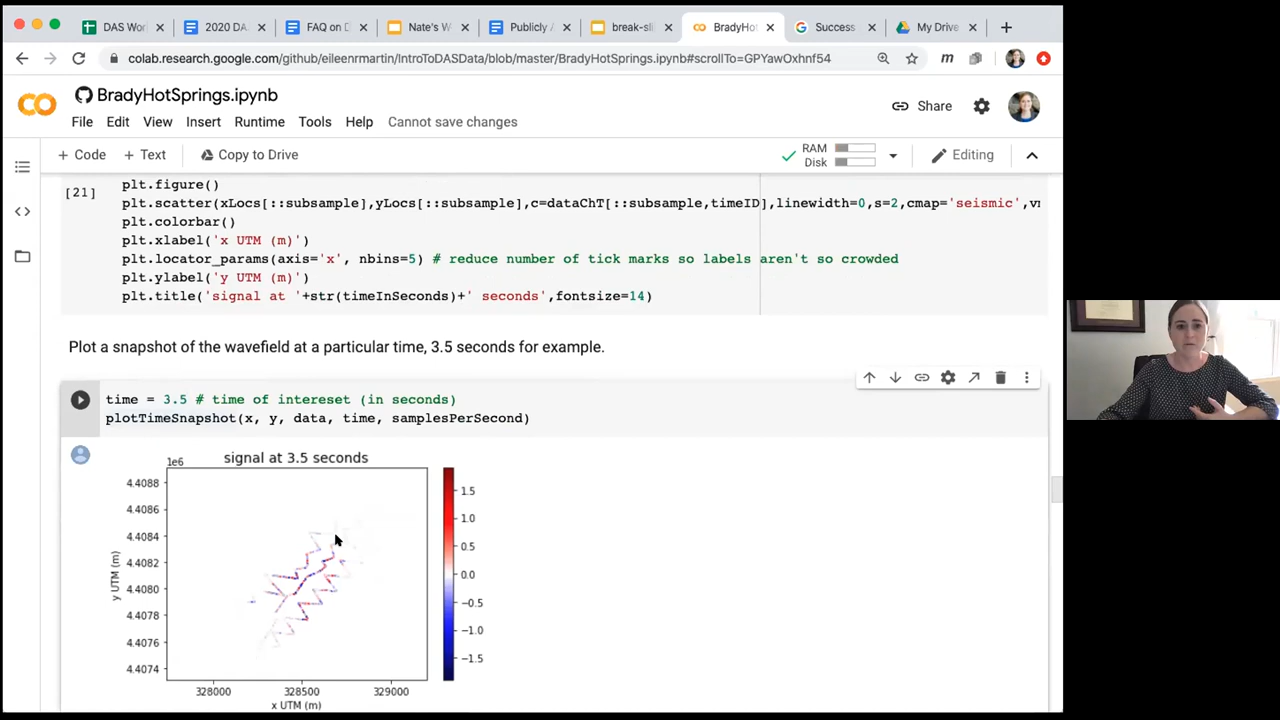 DAS Wor
2020 DA
FAQ on D
Nate's W
Publicly
break-sli
BradyHot
Success
My Drive
colab.research.google.com/github/eileenrmartin/IntroToDASData/blob/master/BradyHotSprings.ipynb#scrollTo=GPYawOxhnf54
BradyHotSprings.ipynb
Share
File Edit View Insert Runtime Tools Help Cannot save changes
+ Code + Text Copy to Drive
RAM
Disk
Editing
[21]
plt.figure()
plt.scatter(xLocs[::subsample],yLocs[::subsample],c=dataChT[::subsample,timeID],linewidth=0,s=2,cmap='seismic',vr
plt.colorbar()
plt.xlabel('x UTM (m)')
plt.locator_params(axis='x', nbins=5) # reduce number of tick marks so labels aren't so crowded
plt.ylabel('y UTM (m)')
plt.title('signal at '+str(timeInSeconds)+' seconds',fontsize=14)
Plot a snapshot of the wavefield at a particular time, 3.5 seconds for example.
time = 3.5 # time of intereset (in seconds)
plotTimeSnapshot(x, y, data, time, samplesPerSecond)
signal at 3.5 seconds
1e6
4.4088
4.4086
4.4084
4.4082
4.4080
4.4078
4.4076
4.4074
y UTM (m)
328000 328500 329000
x UTM (m)
1.5
1.0
0.5
0.0
-0.5
-1.0
-1.5